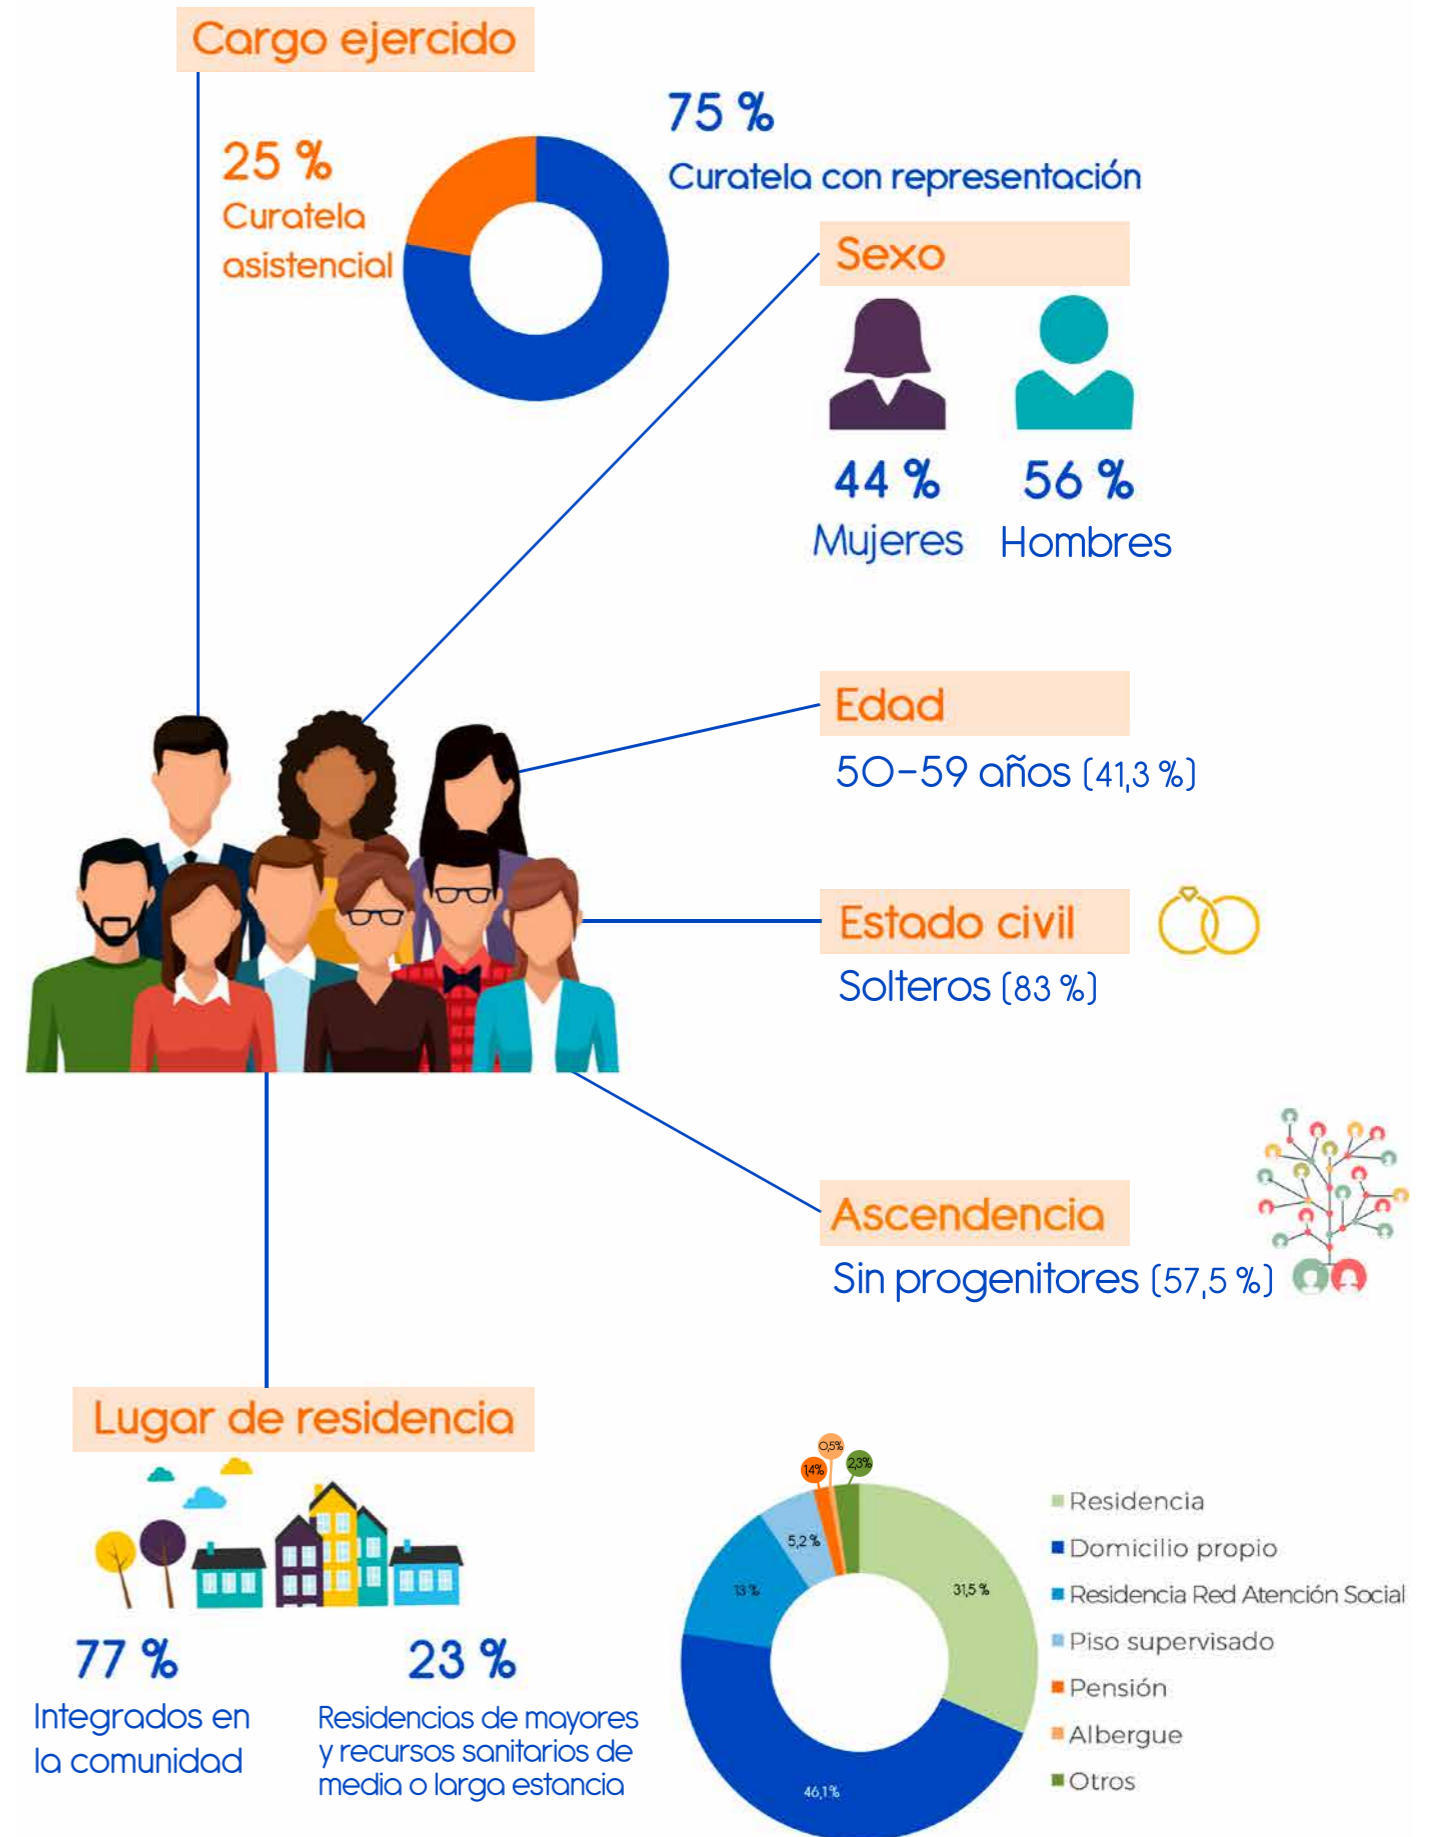 Cargo ejercido
75 %
Curatela con representación
25 %
Curatela
asistencial
Sexo
44 %
Mujeres
56 %
Hombres
Edad
50-59 años (41,3 %)
Estado civil
Solteros (83 %)
Ascendencia
Sin progenitores (57,5 %)
Lugar de residencia
77 %
Integrados en
la comunidad
23 %
Residencias de mayores
y recursos sanitarios de
media o larga estancia
0,5%
1,4%
2,3%
5,2 %
13 %
31,5 %
46,1 %
Residencia
Domicilio propio
Residencia Red Atención Social
Piso supervisado
Pensión
Albergue
Otros